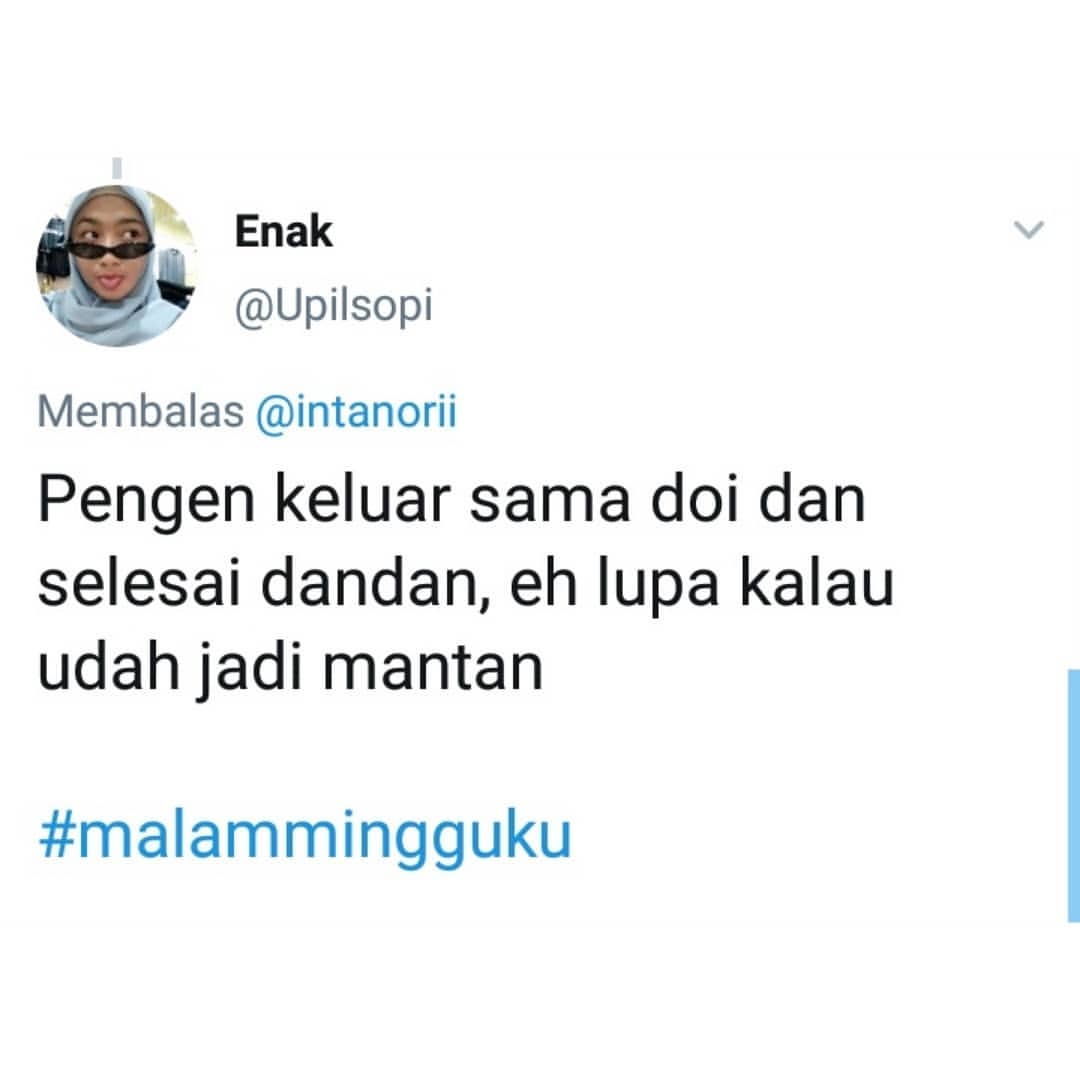 Enak
@Upilsopi
Membalas @intanorii
Pengen keluar sama doi dan
selesai dandan, eh lupa kalau
udah jadi mantan
#malammingguku